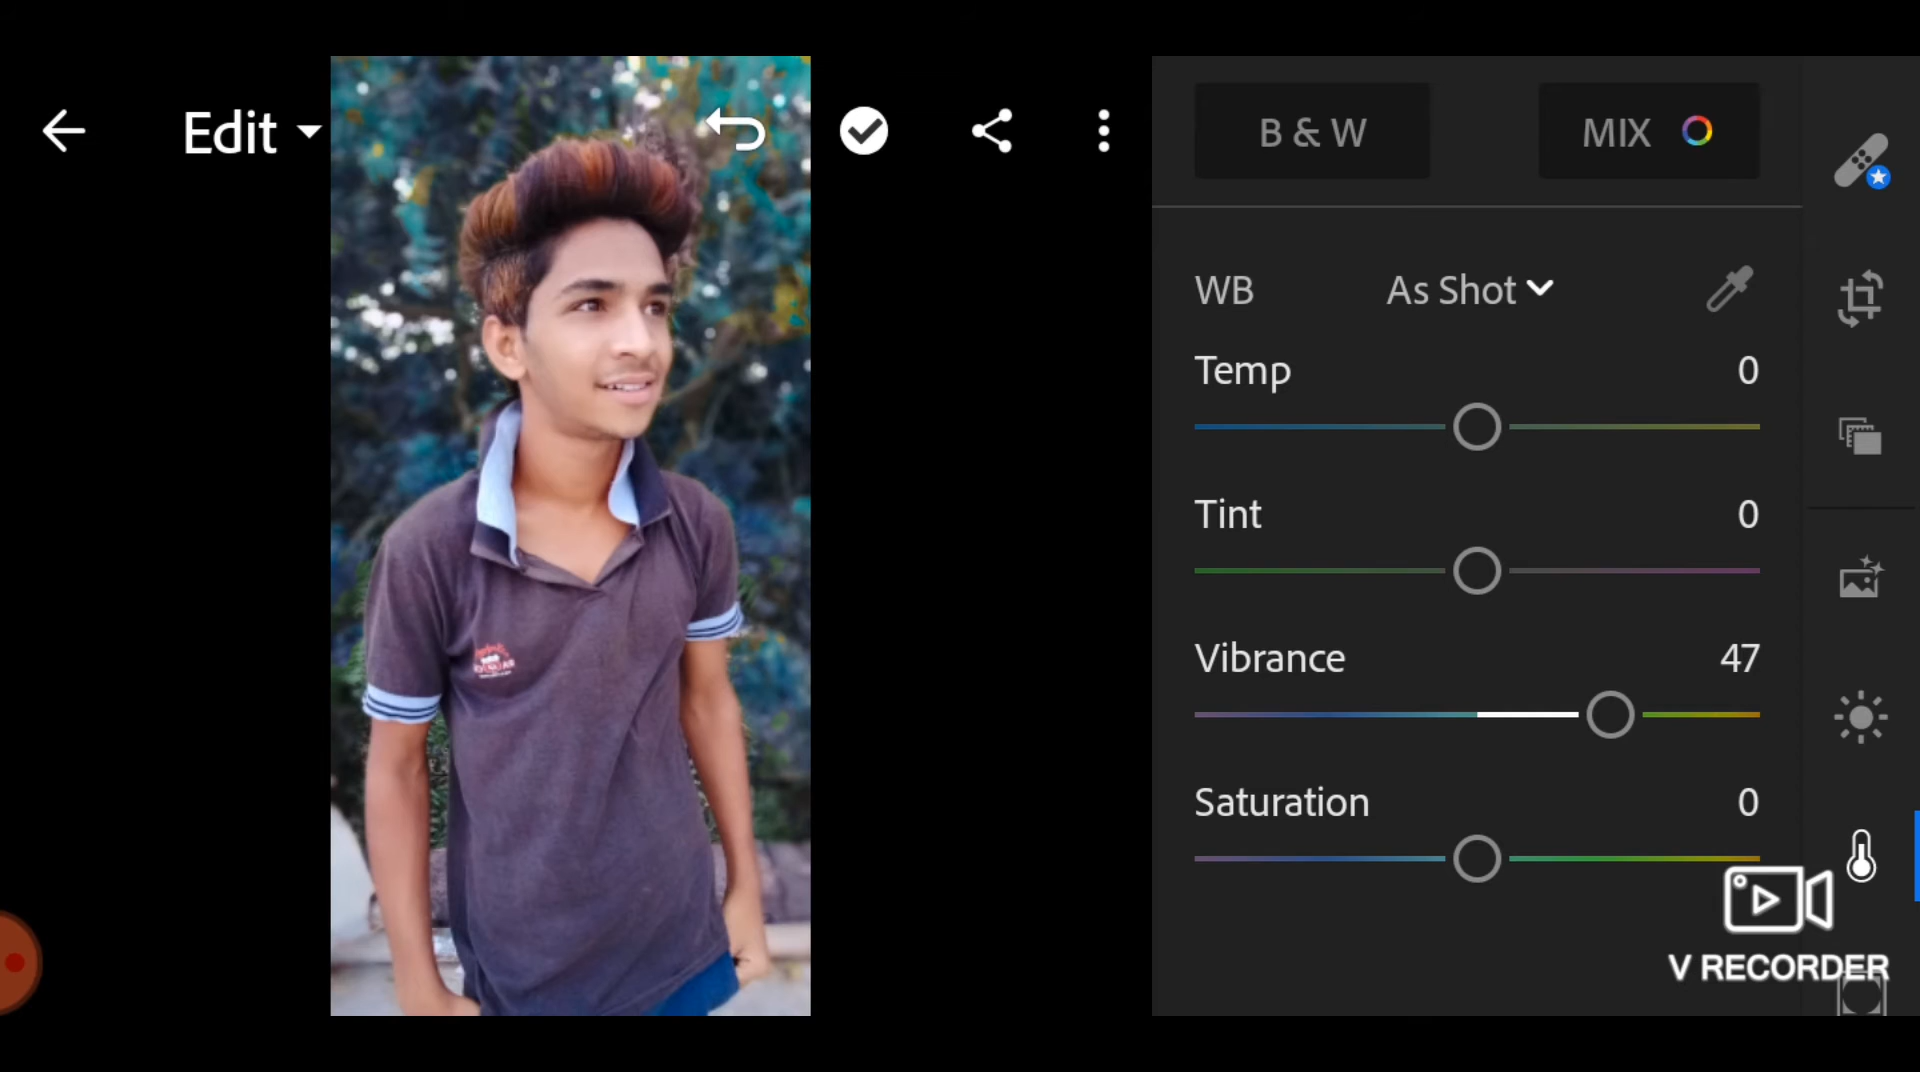 Edit
B & W
MIX
WB
As Shot
Temp
0
Tint
0
Vibrance
47
Saturation
0
V RECORDER